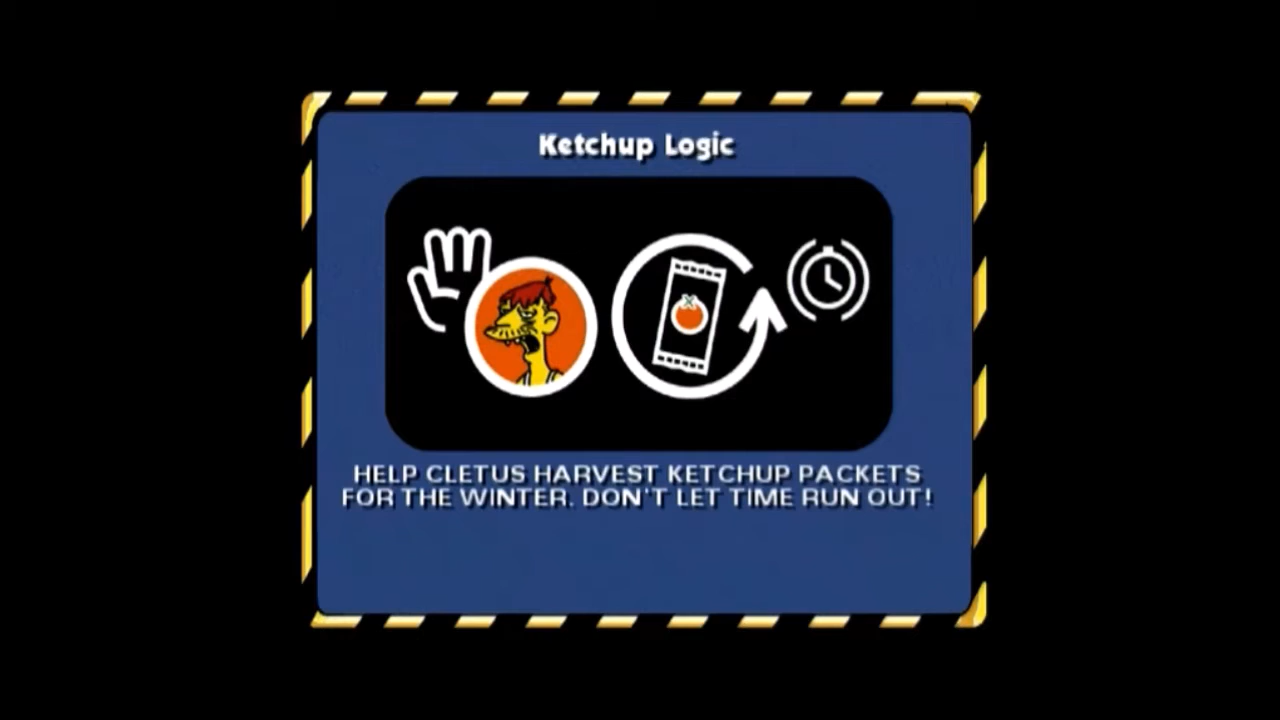 Ketchup Logic
HELP CLETUS HARVEST KETCHUP PACKETS
FOR THE WINTER. DON'T LET TIME RUN OUT!